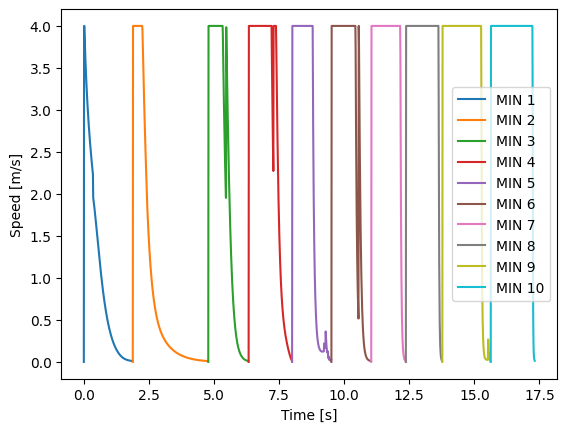 4.0
3.5
3.0
2.5
2.0
1.5
1.0
0.5
0.0
Speed [m/s]
MIN 1
MIN 2
MIN 3
MIN 4
MIN 5
MIN 6
MIN 7
MIN 8
MIN 9
MIN 10
0.0 2.5 5.0 7.5 10.0 12.5 15.0 17.5
Time [s]